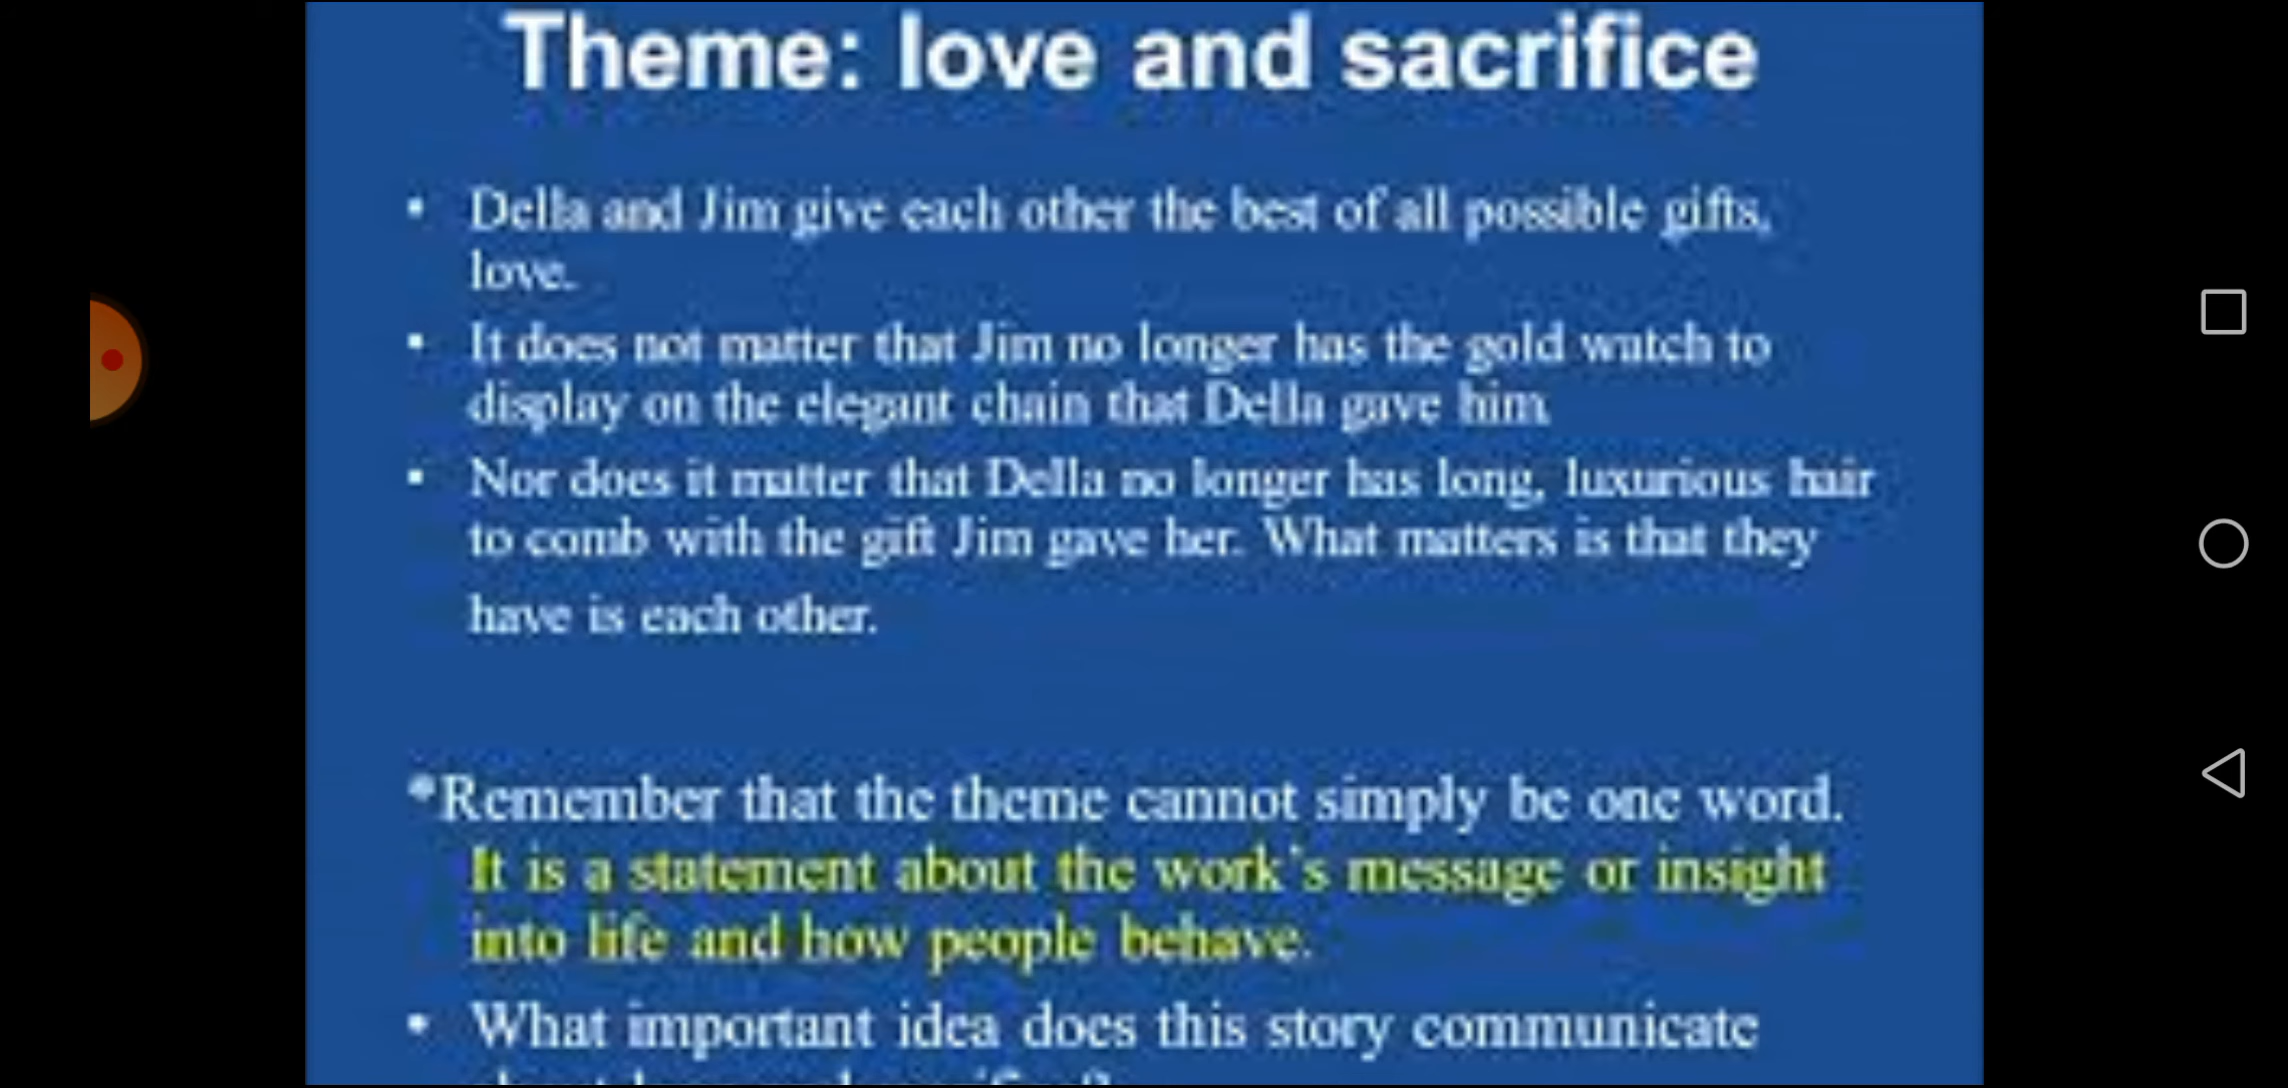 Theme: love and sacrifice
• Della and Jim give each other the best of all possible gifts,
love.
• It does not matter that Jim no longer has the gold watch to
display on the elegant chain that Della gave him.
• Nor does it matter that Della no longer has long, luxurious hair
to comb with the gift Jim gave her. What matters is that they
have is each other.
*Remember that the theme cannot simply be one word.
It is a statement about the work's message or insight
into life and how people behave.
• What important idea does this story communicate